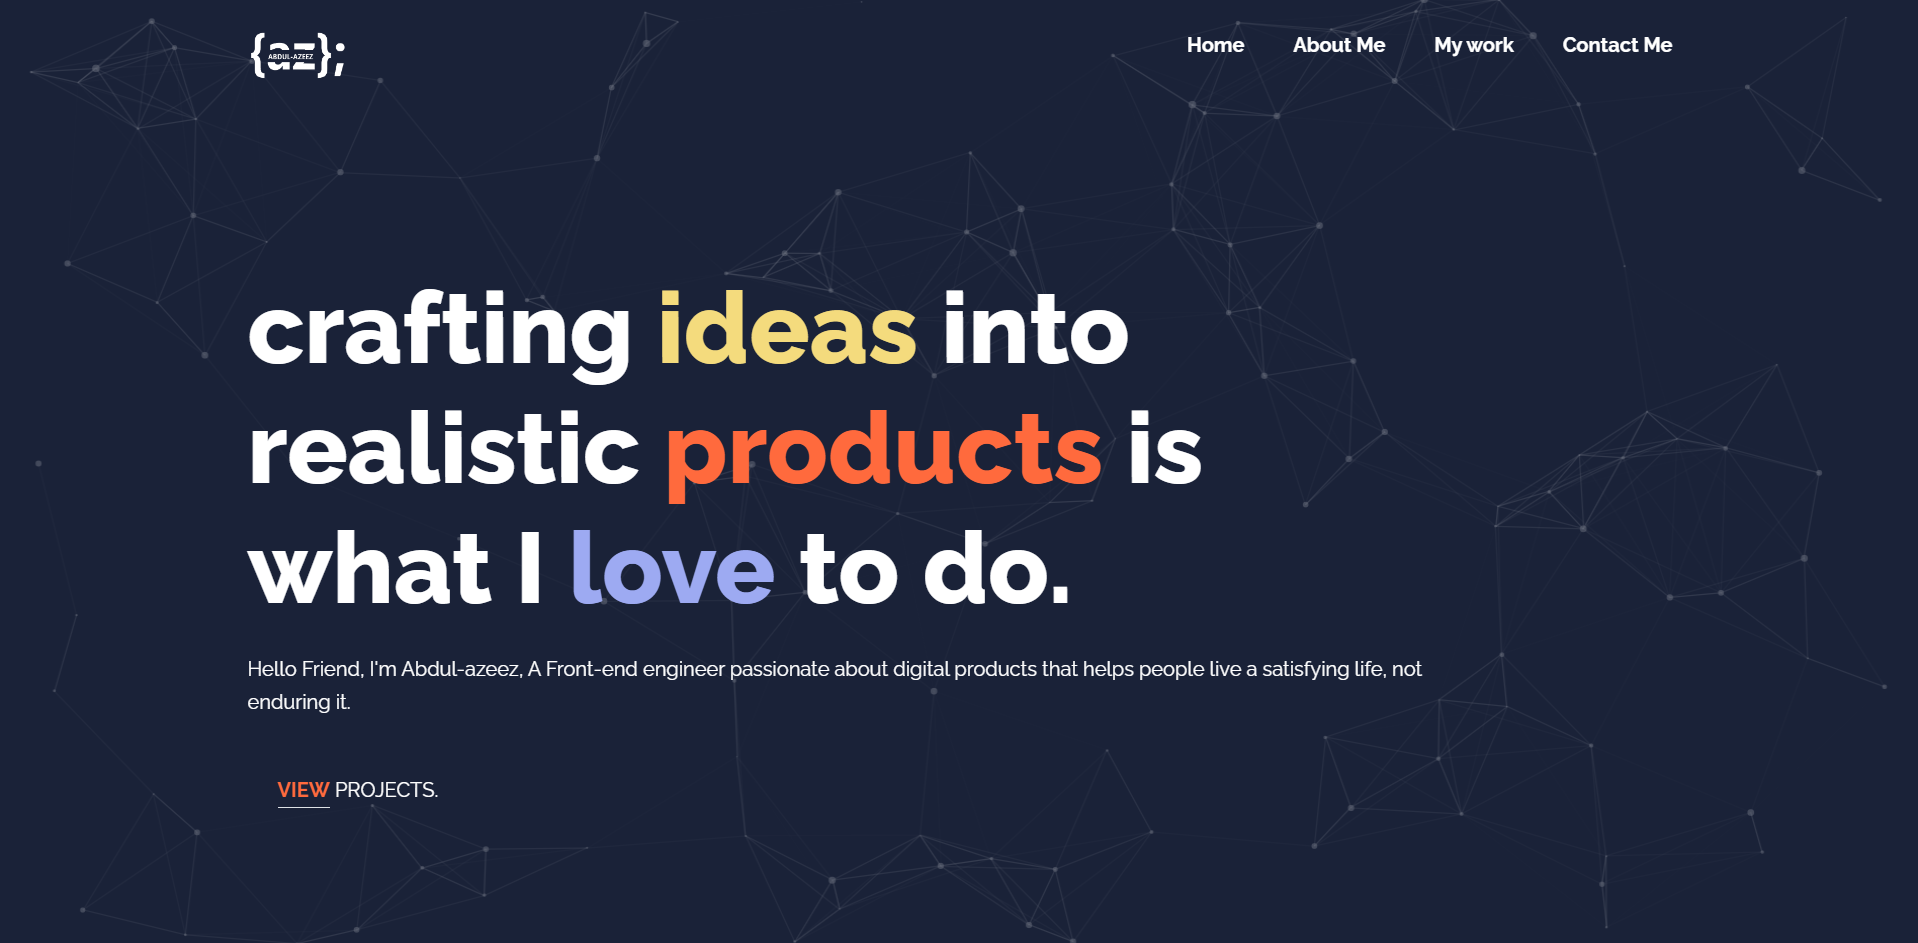 {az};
ABDUL-AZEEZ
Home About Me My work Contact Me
crafting ideas into
realistic products is
what I love to do.
Hello Friend, I'm Abdul-azeez, A Front-end engineer passionate about digital products that helps people live a satisfying life, not
enduring it.
VIEW PROJECTS.